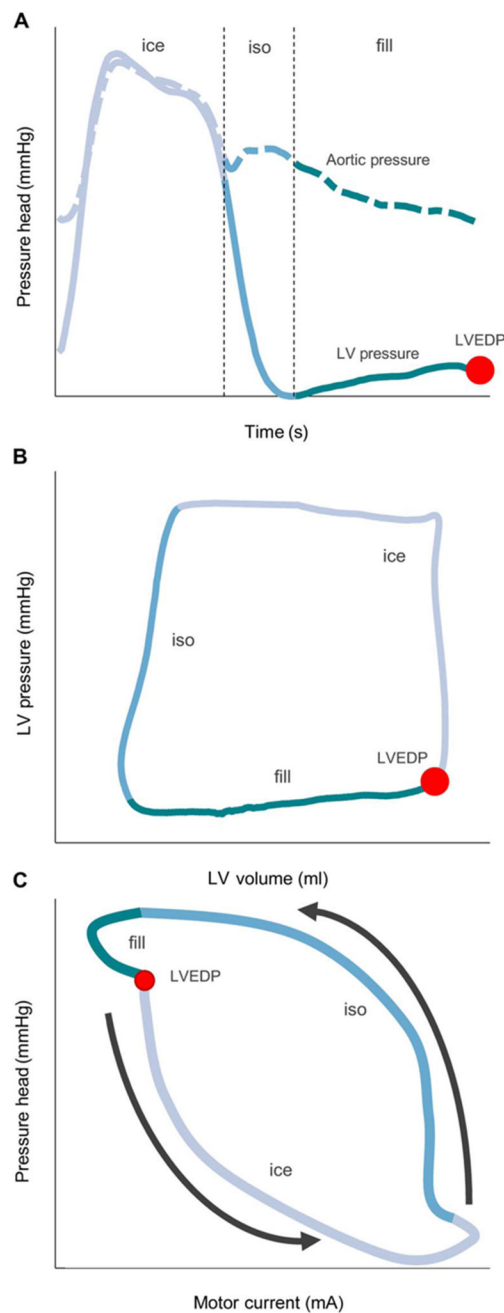 A
ice
iso
fill
Pressure head (mmHg)
Aortic pressure
LV pressure
LVEDP
Time (s)
B
LV pressure (mmHg)
ice
iso
LVEDP
fill
LV volume (ml)
C
Pressure head (mmHg)
fill
LVEDP
iso
ice
Motor current (mA)